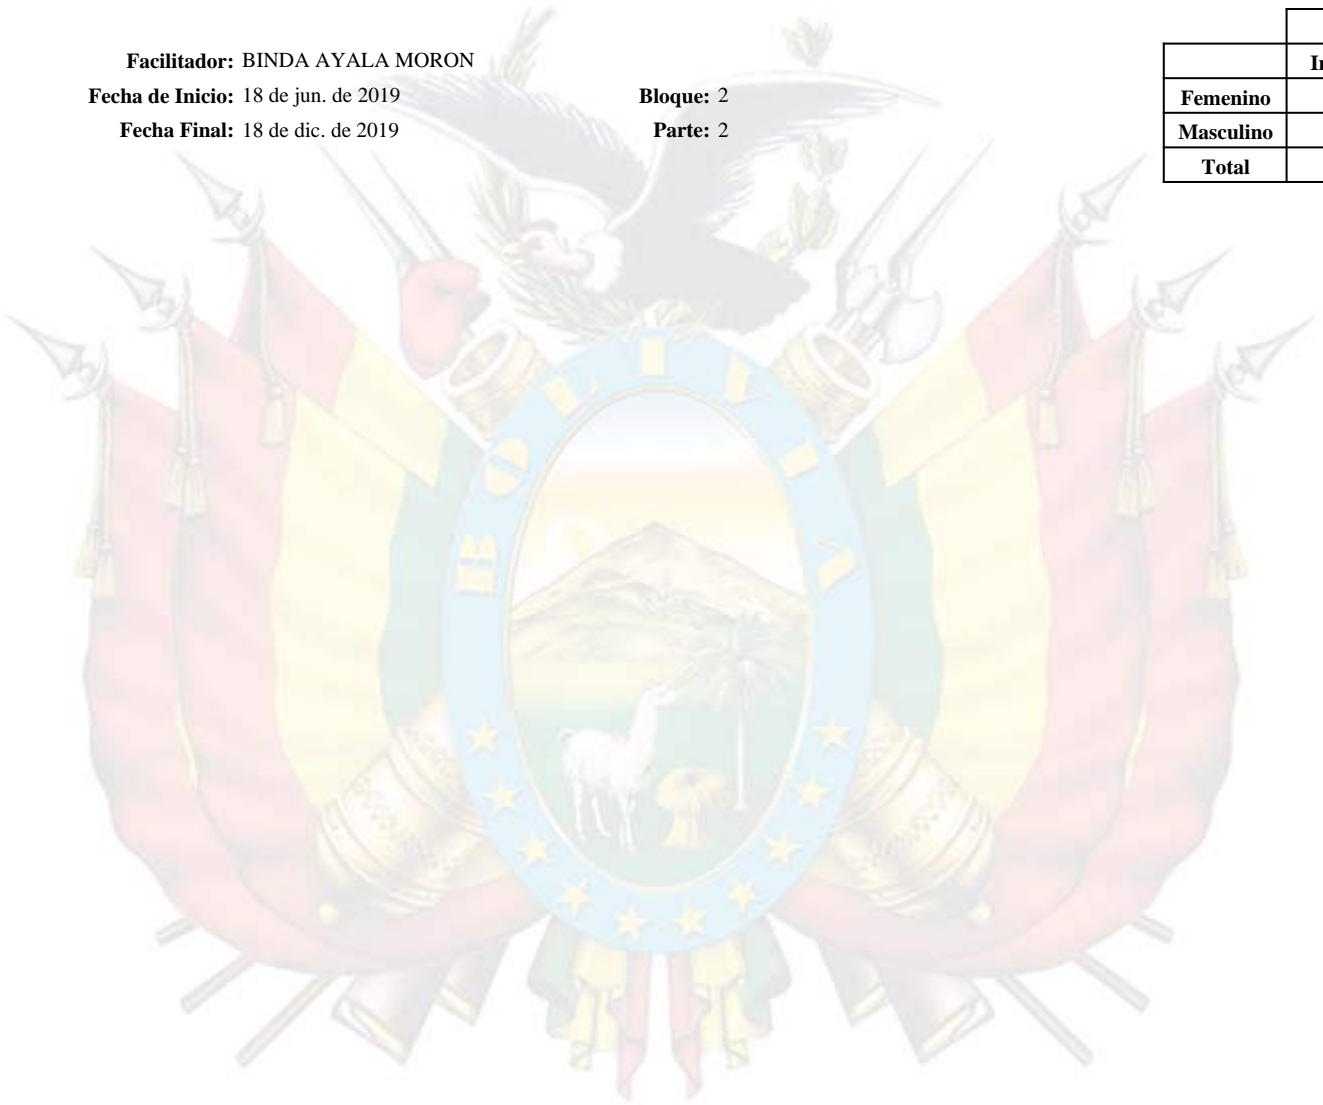 Facilitador: BINDA AYALA MORON
Fecha de Inicio: 18 de jun. de 2019 Bloque: 2
Fecha Final: 18 de dic. de 2019 Parte: 2
Femenino
Masculino
Total
BOLIVIA